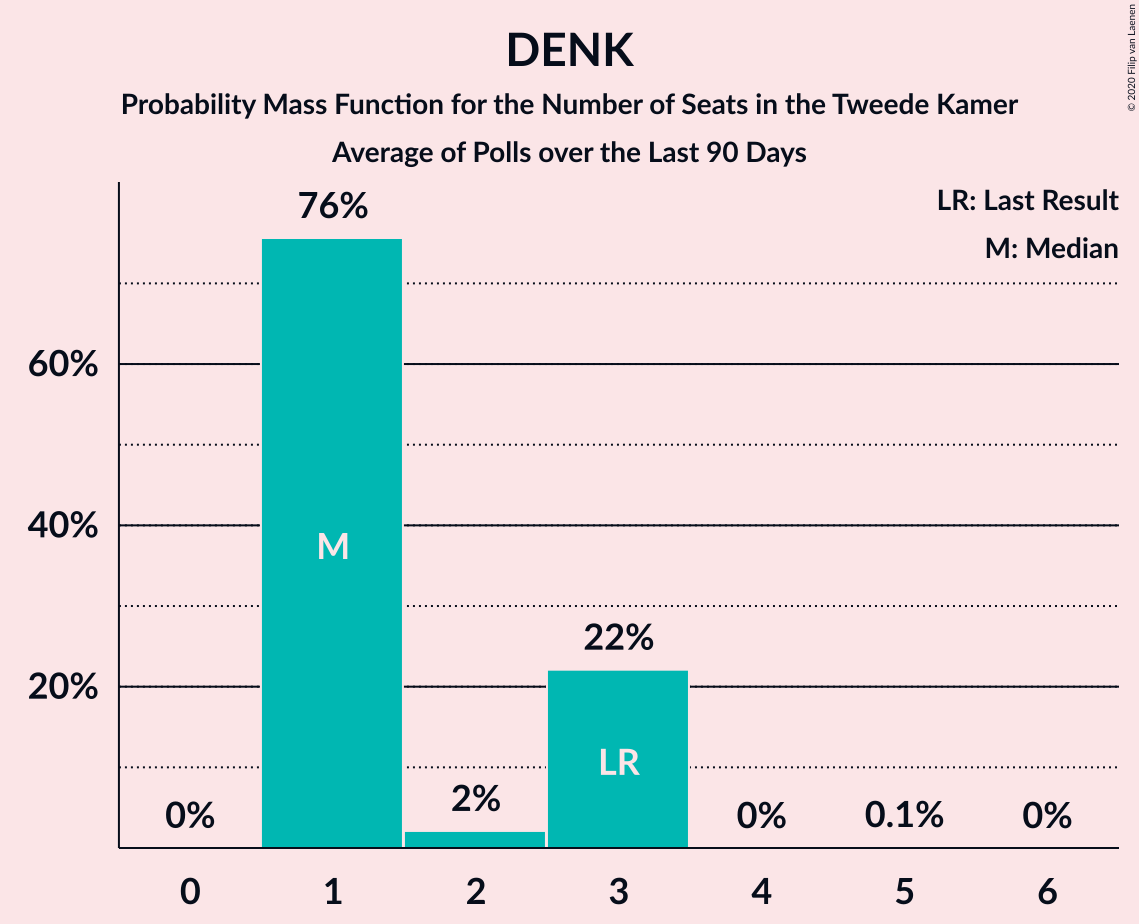 DENK
Probability Mass Function for the Number of Seats in the Tweede Kamer
Average of Polls over the Last 90 Days
© 2020 Filip van Laenen
LR: Last Result
M: Median
76%
60%
40%
M
22%
20%
LR
0%
2%
0%
0.1%
0%
0 1 2 3 4 5 6